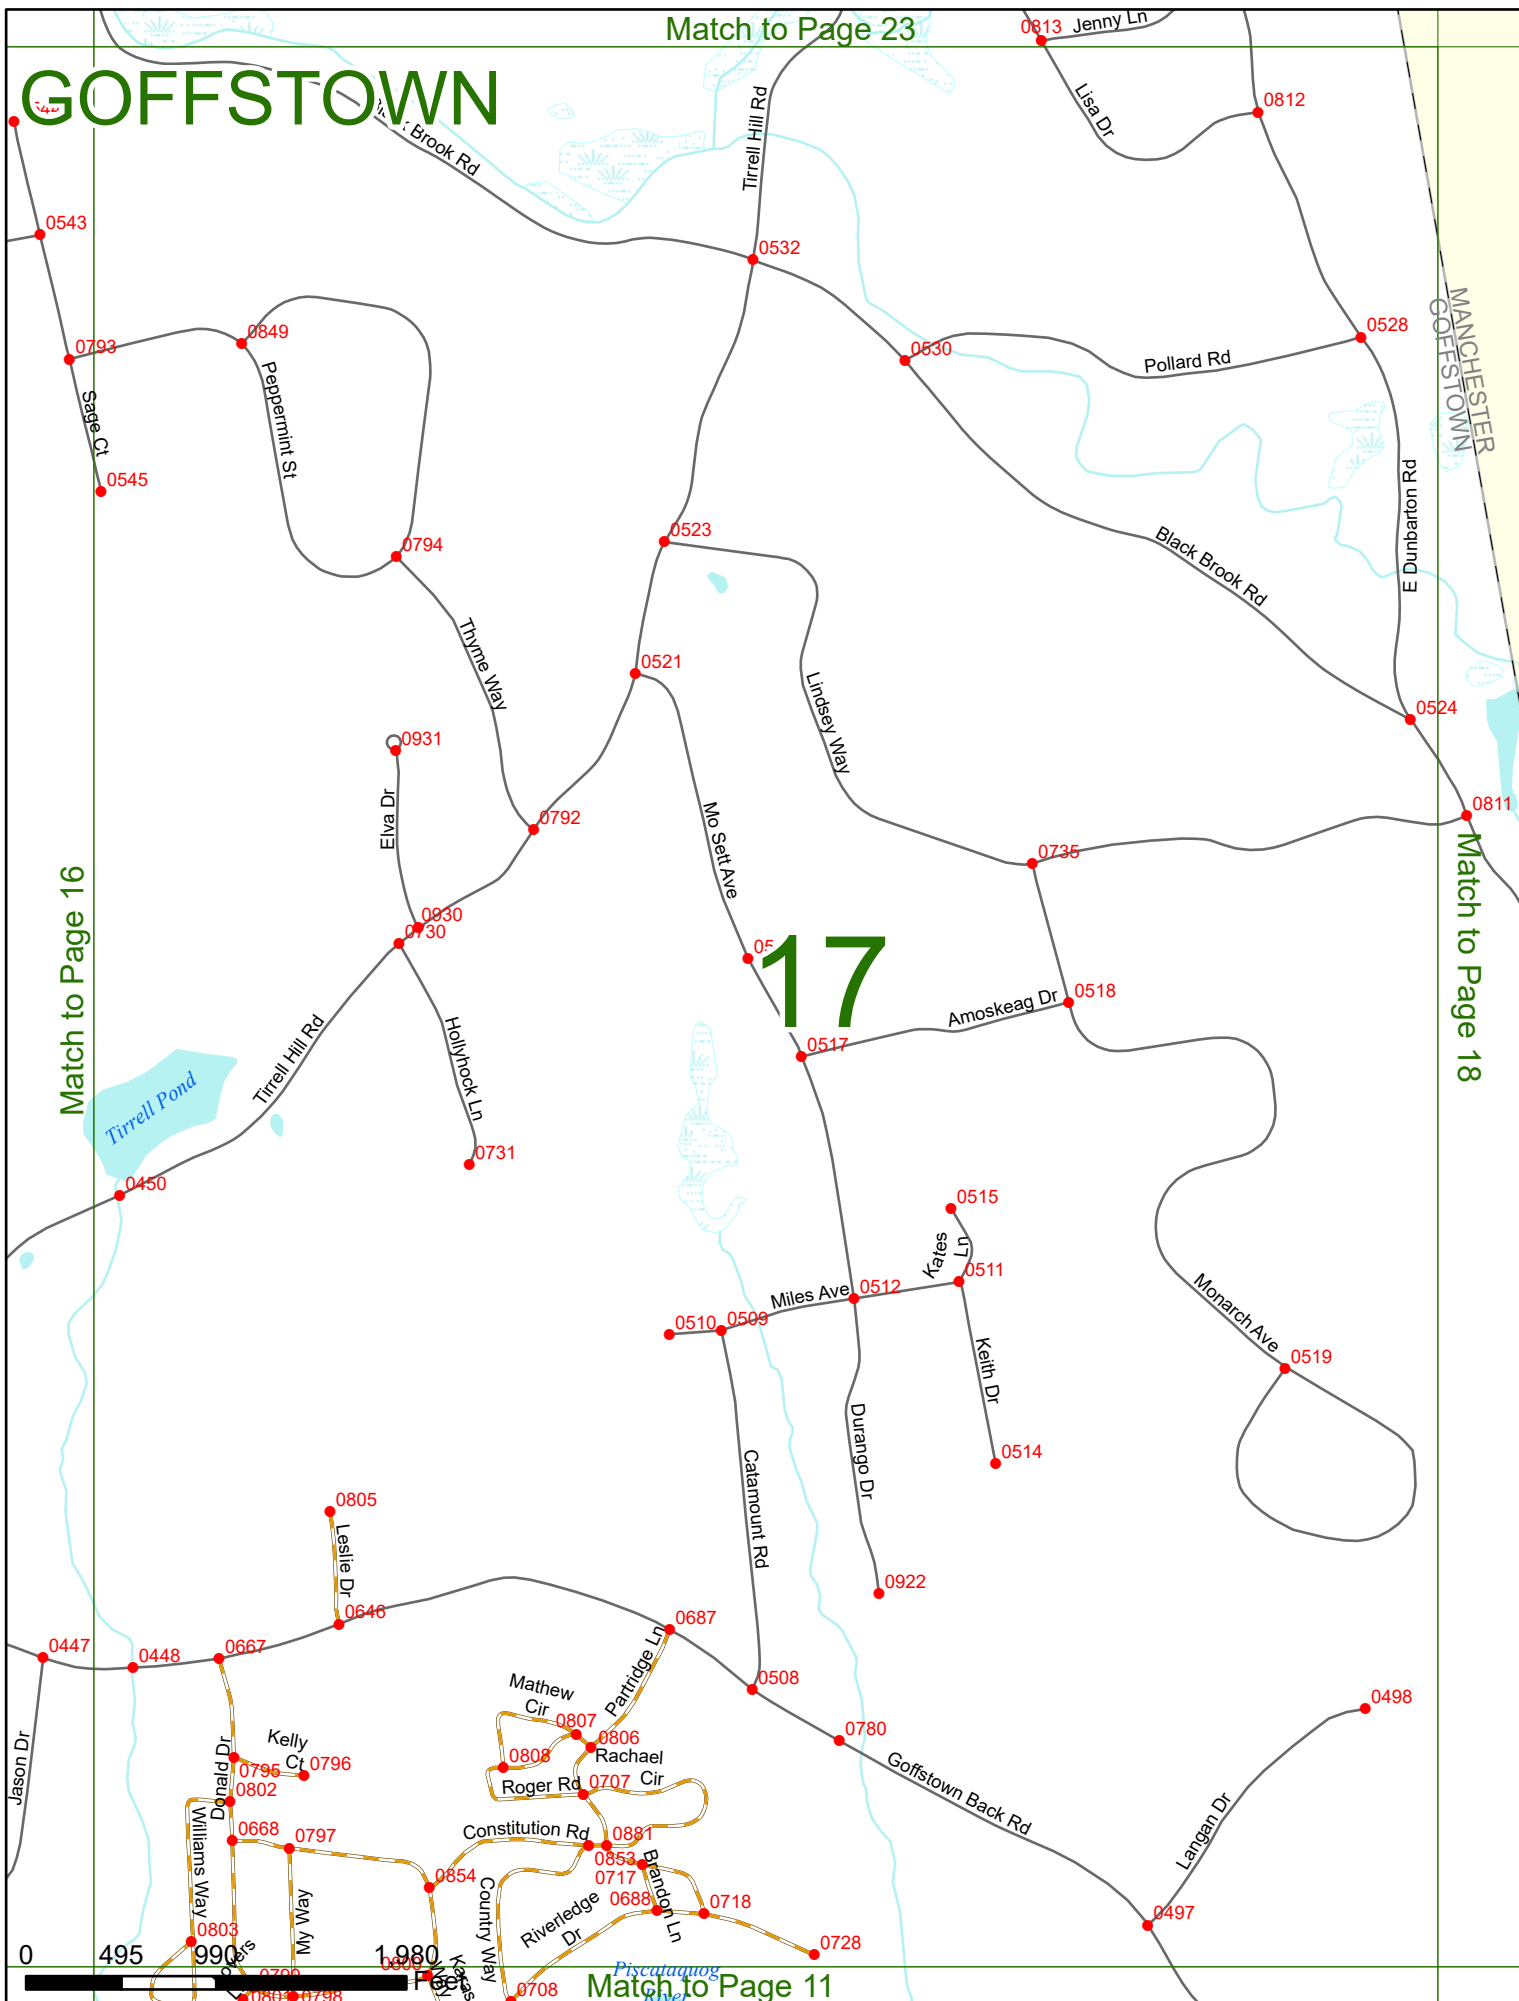 Match to Page 23
GOFFSTOWN
0813
Jenny Ln
Lisa Dr
0812
Brook Rd
Tirrell Hill Rd
0543
0532
0849
0793
0530
0528
Pollard Rd
MANCHESTER
GOFFSTOWN
Peppermint St
Sage Ct
0545
E Dunbarton Rd
0523
0794
Black Brook Rd
Thyme Way
0521
Lindsey Way
0524
0931
Elva Dr
0792
Mo Sett Ave
0811
0735
Match to Page 16
Match to Page 18
0930
0730
17
0518
Amoskeag Dr
0517
Tirrell Hill Rd
Hollyhock Ln
Tirrell Pond
0731
0450
0515
Kates
Ln
0511
0512
Miles Ave
0510
0509
Monarch Ave
0519
Keith Dr
Durango Dr
0514
Catamount Rd
0805
Leslie Dr
0922
0646
0687
0447
0448
0667
Partridge Ln
Mathew
Cir
0508
0498
0807
0806
0780
Kelly
Ct
0796
0795
0808
Rachael
Cir
Jason Dr
Donald Dr
0802
Roger Rd
0707
Goffstown Back Rd
Langan Dr
Williams Way
0668
0797
Constitution Rd
0881
0853
0717
Brandon Ln
0854
Country Way
0688
0718
Riverledge
Dr
My Way
0803
0497
0728
0
495
990
1,980
Feet
Karas
Way
0798
0708
Piscataquog
River
Match to Page 11